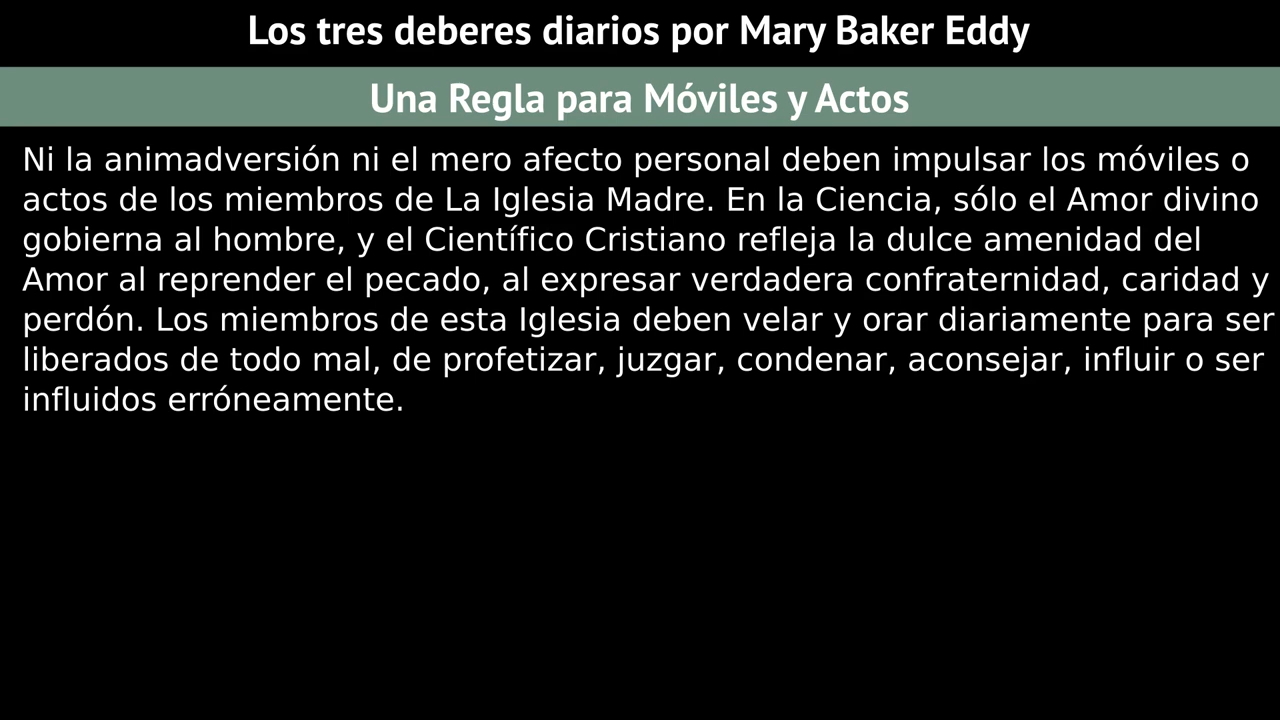 Los tres deberes diarios por Mary Baker Eddy
Una Regla para Móviles y Actos
Ni la animadversión ni el mero afecto personal deben impulsar los móviles o
actos de los miembros de La Iglesia Madre. En la Ciencia, sólo el Amor divino
gobierna al hombre, y el Científico Cristiano refleja la dulce amenidad del
Amor al reprender el pecado, al expresar verdadera confraternidad, caridad y
perdón. Los miembros de esta Iglesia deben velar y orar diariamente para ser
liberados de todo mal, de profetizar, juzgar, condenar, aconsejar, influir o ser
influidos erróneamente.